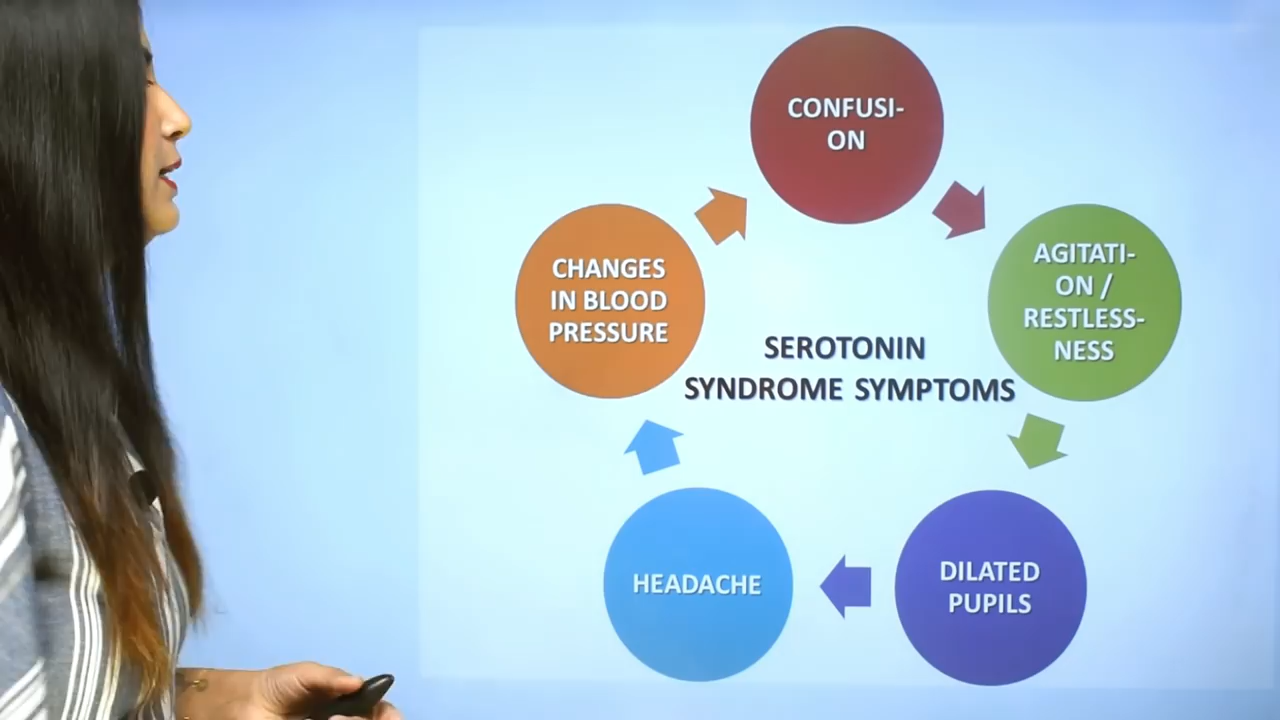 CONFUSI-
ON
AGITATI-
ON /
RESTLESS-
NESS
DILATED
PUPILS
HEADACHE
CHANGES
IN BLOOD
PRESSURE
SEROTONIN
SYNDROME SYMPTOMS